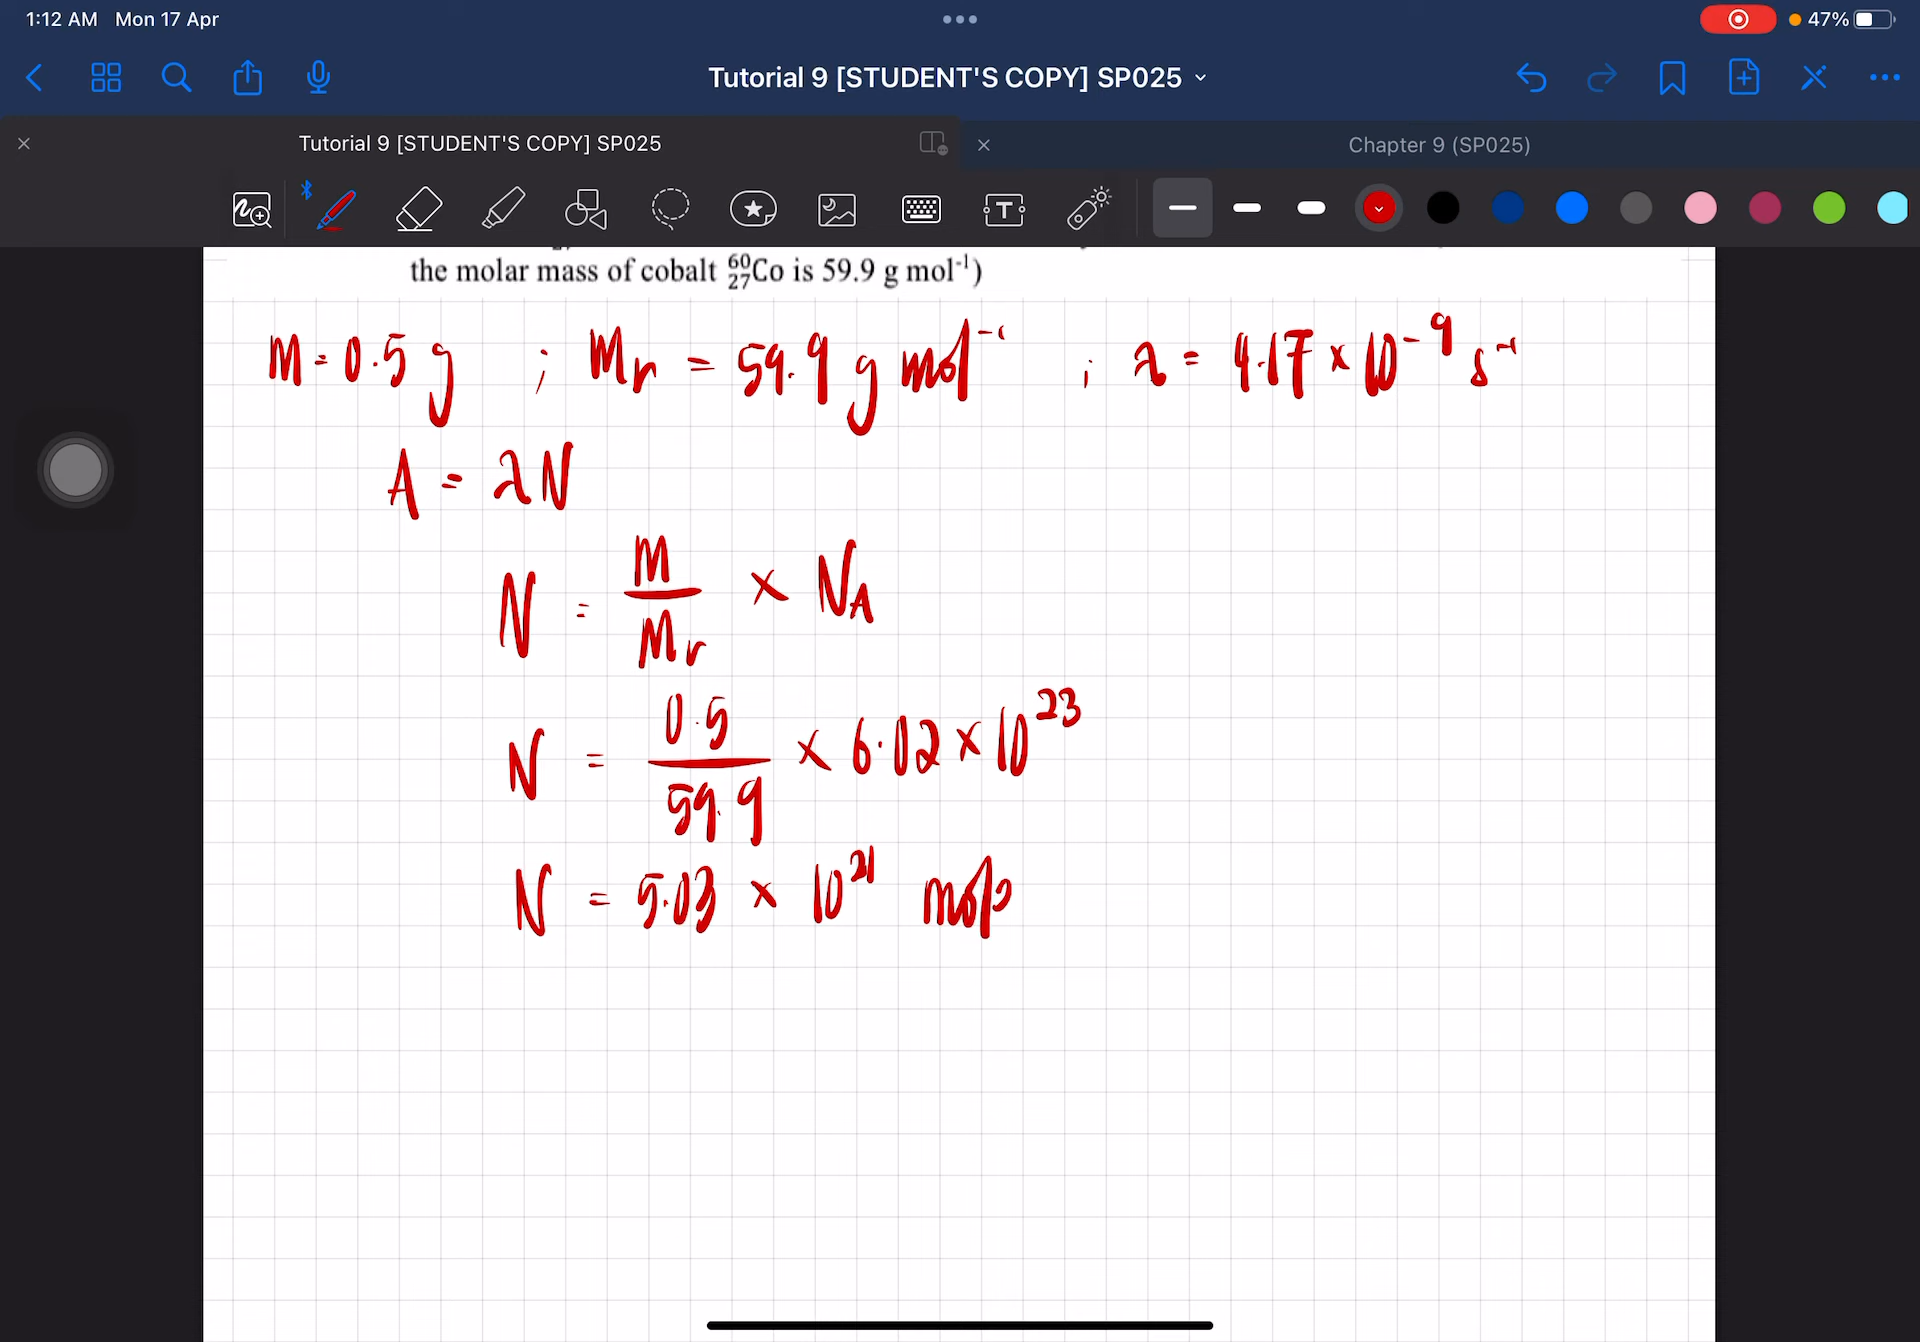 1:12 AM Mon 17 Apr
47%
Tutorial 9 [STUDENT'S COPY] SP025
Tutorial 9 [STUDENT'S COPY] SP025
Chapter 9 (SP025)
the molar mass of cobalt ⁶⁰₂₇Co is 59.9 g mol⁻¹)
m = 0.5 g ; Mr = 59.9 g mol⁻¹ ; λ = 4.17 × 10⁻⁹ s⁻¹
A = λN
N = m/Mr × N_A
N = 0.5/59.9 × 6.02 × 10²³
N = 5.03 × 10²¹